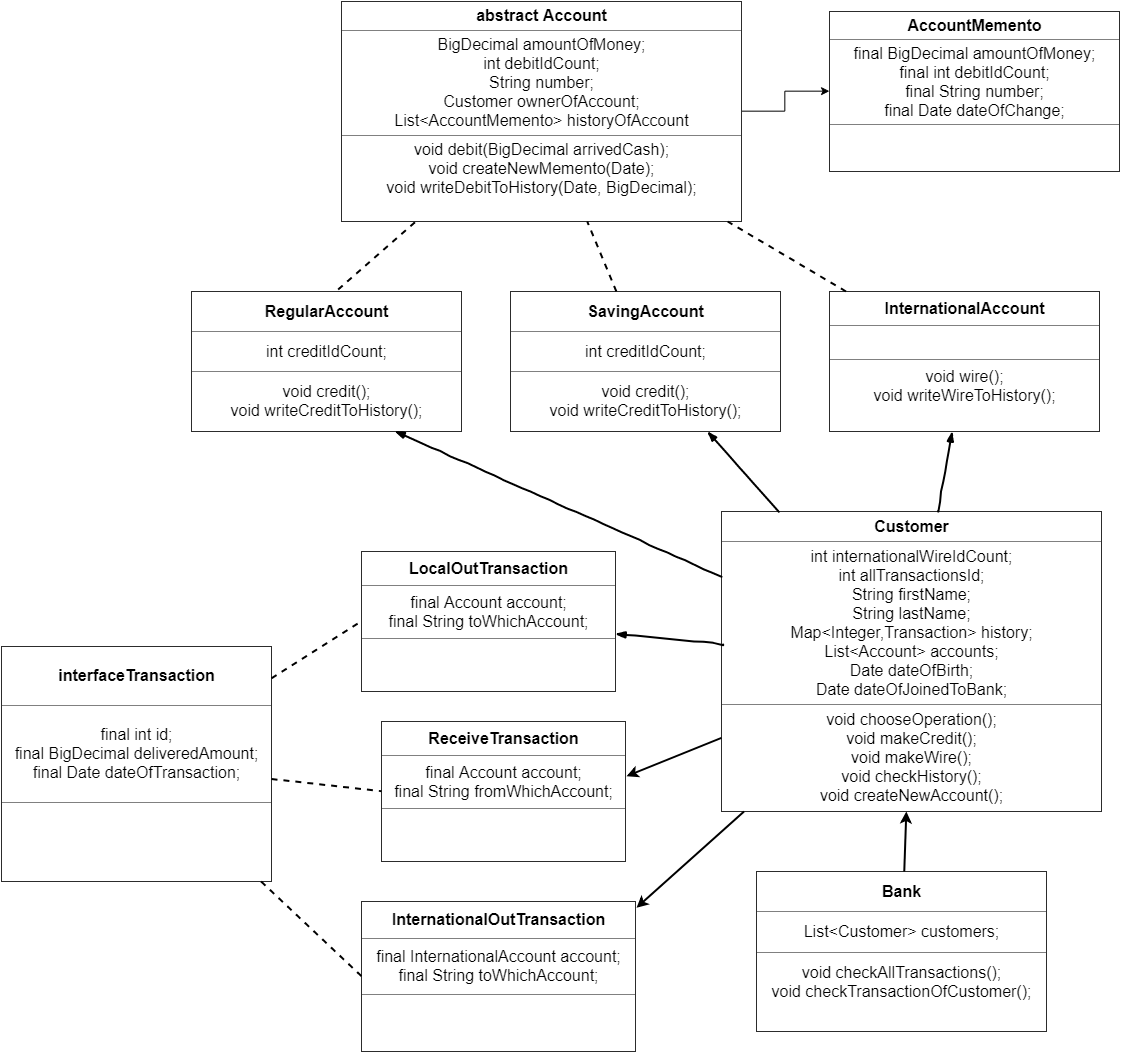 abstract Account
BigDecimal amountOfMoney;
int debitIdCount;
String number;
Customer ownerOfAccount;
List<AccountMemento> historyOfAccount
void debit(BigDecimal arrivedCash);
void createNewMemento(Date);
void writeDebitToHistory(Date, BigDecimal);
AccountMemento
final BigDecimal amountOfMoney;
final int debitIdCount;
final String number;
final Date dateOfChange;
RegularAccount
int creditIdCount;
void credit();
void writeCreditToHistory();
SavingAccount
int creditIdCount;
void credit();
void writeCreditToHistory();
InternationalAccount
void wire();
void writeWireToHistory();
Customer
int internationalWireIdCount;
int allTransactionsId;
String firstName;
String lastName;
Map<Integer,Transaction> history;
List<Account> accounts;
Date dateOfBirth;
Date dateOfJoinedToBank;
void chooseOperation();
void makeCredit();
void makeWire();
void checkHistory();
void createNewAccount();
LocalOutTransaction
final Account account;
final String toWhichAccount;
interfaceTransaction
final int id;
final BigDecimal deliveredAmount;
final Date dateOfTransaction;
ReceiveTransaction
final Account account;
final String fromWhichAccount;
InternationalOutTransaction
final InternationalAccount account;
final String toWhichAccount;
Bank
List<Customer> customers;
void checkAllTransactions();
void checkTransactionOfCustomer();